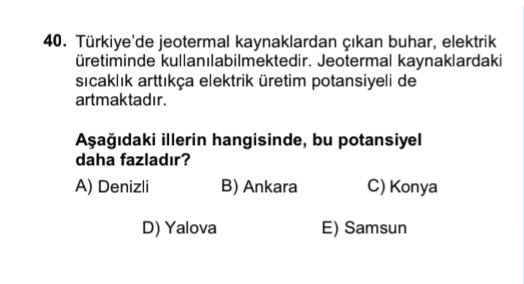 40. Türkiye'de jeotermal kaynaklardan çıkan buhar, elektrik
üretiminde kullanılabilmektedir. Jeotermal kaynaklardaki
sıcaklık arttıkça elektrik üretim potansiyeli de
artmaktadır.
Aşağıdaki illerin hangisinde, bu potansiyel
daha fazladır?
A) Denizli B) Ankara C) Konya
D) Yalova E) Samsun